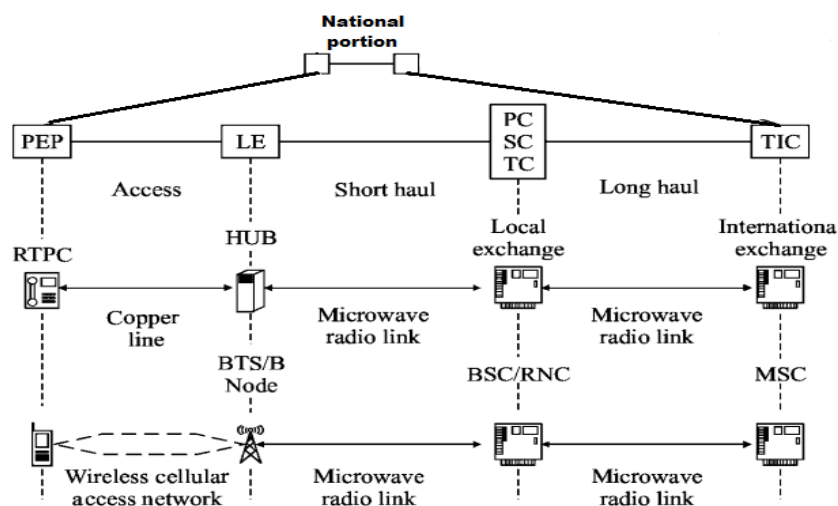 National
portion
PEP
LE
PC
SC
TC
TIC
Access
Short haul
Long haul
RTPC
HUB
Local
exchange
Internationa
exchange
Copper
line
Microwave
radio link
Microwave
radio link
BTS/B
Node
BSC/RNC
MSC
Wireless cellular
access network
Microwave
radio link
Microwave
radio link